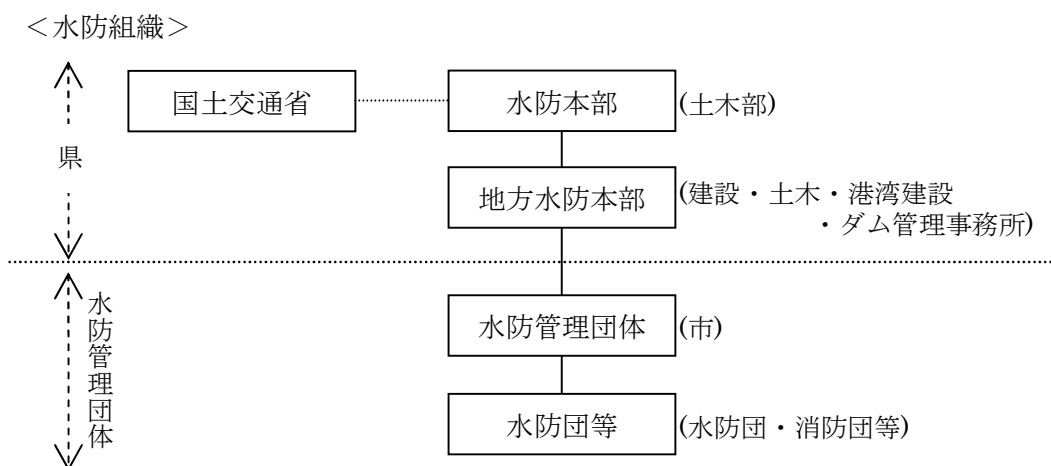 ＜水防組織＞
国土交通省
水防本部
(土木部)
県
地方水防本部
(建設・土木・港湾建設
・ダム管理事務所)
水防管理団体
水防管理団体
(市)
水防団等
(水防団・消防団等)